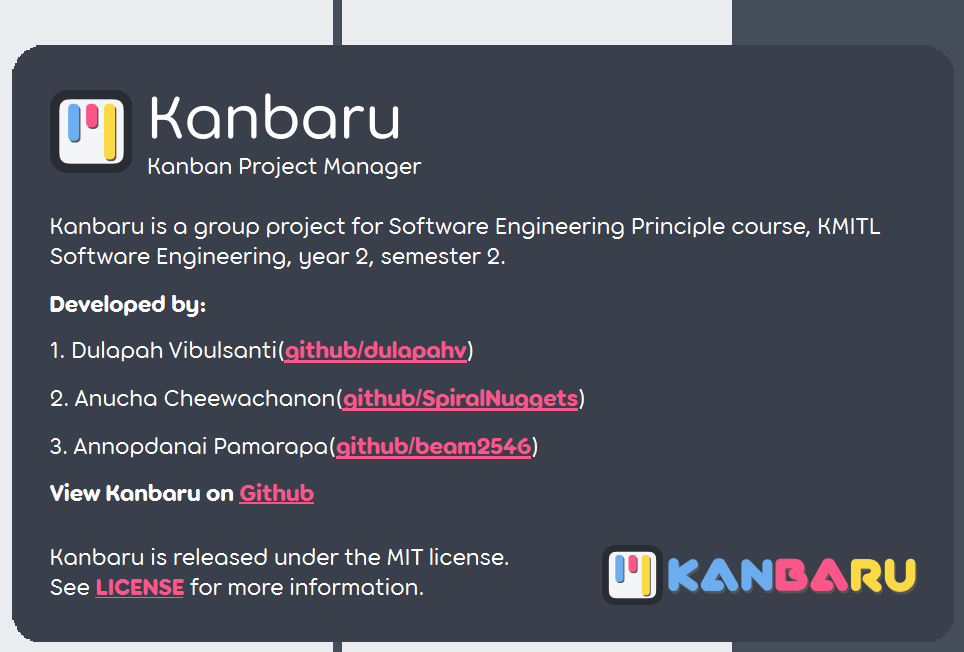 Kanbaru
Kanban Project Manager
Kanbaru is a group project for Software Engineering Principle course, KMITL
Software Engineering, year 2, semester 2.
Developed by:
1. Dulapah Vibulsanti(github/dulapahv)
2. Anucha Cheewachanon(github/SpiralNuggets)
3. Annopdanai Pamarapa(github/beam2546)
View Kanbaru on Github
Kanbaru is released under the MIT license.
See LICENSE for more information.
KANBARU